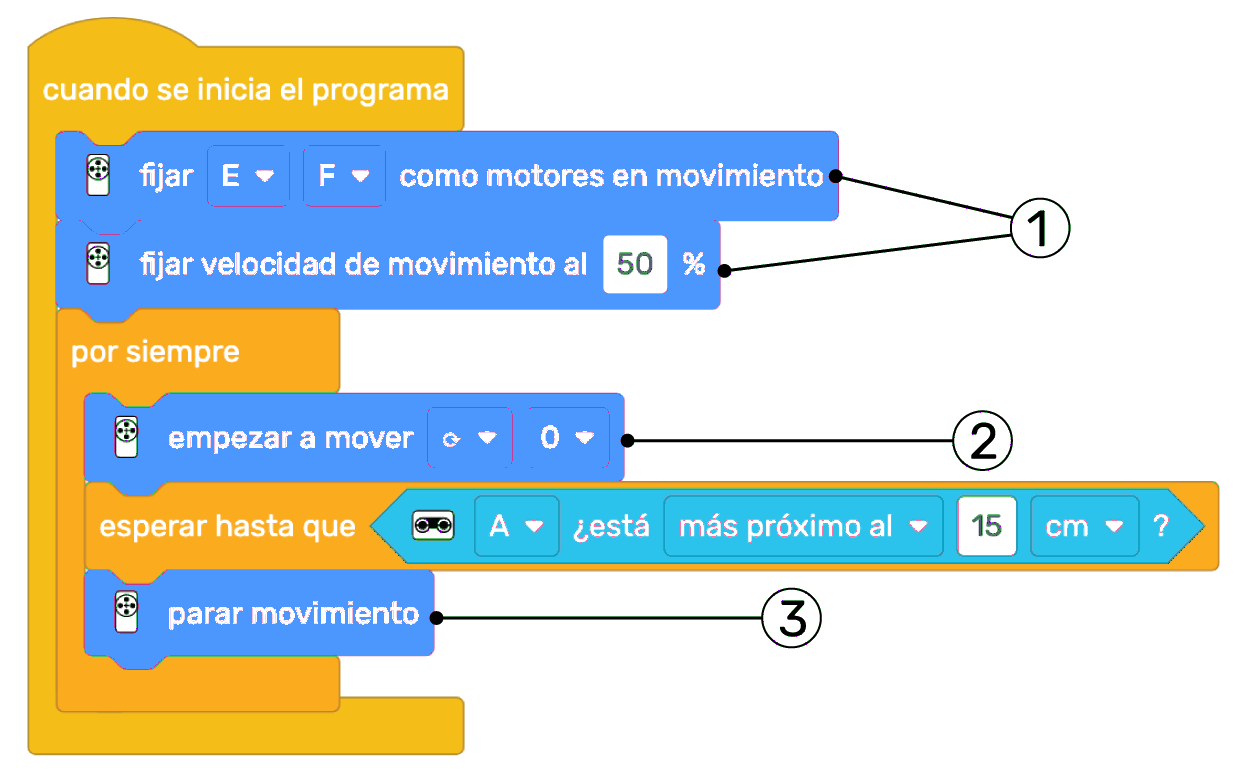 cuando se inicia el programa
fijar E F como motores en movimiento
1
fijar velocidad de movimiento al 50 %
por siempre
empezar a mover 0
2
esperar hasta que A ¿está más próximo al 15 cm ?
parar movimiento
3